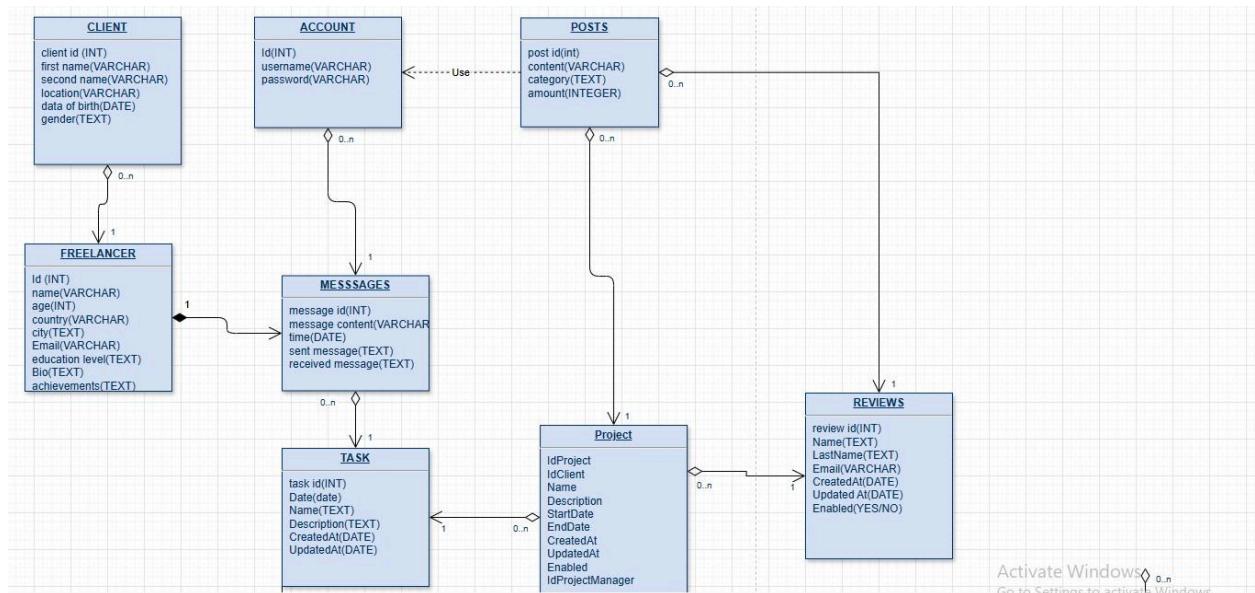 CLIENT
client id (INT)
first name(VARCHAR)
second name(VARCHAR)
location(VARCHAR)
data of birth(DATE)
gender(TEXT)
0..n
1
ACCOUNT
Id(INT)
username(VARCHAR)
password(VARCHAR)
0..n
1
Use
POSTS
post id(int)
content(VARCHAR)
category(TEXT)
amount(INTEGER)
0..n
0..n
1
1
FREELANCER
Id (INT)
name(VARCHAR)
age(INT)
country(VARCHAR)
city(TEXT)
Email(VARCHAR)
education level(TEXT)
Bio(TEXT)
achievements(TEXT)
1
MESSSAGES
message id(INT)
message content(VARCHAR
time(DATE)
sent message(TEXT)
received message(TEXT)
0..n
1
TASK
task id(INT)
Date(date)
Name(TEXT)
Description(TEXT)
CreatedAt(DATE)
UpdatedAt(DATE)
1
0..n
Project
IdProject
IdClient
Name
Description
StartDate
EndDate
CreatedAt
UpdatedAt
Enabled
IdProjectManager
0..n
1
REVIEWS
review id(INT)
Name(TEXT)
LastName(TEXT)
Email(VARCHAR)
CreatedAt(DATE)
Updated At(DATE)
Enabled(YES/NO)
Activate Windows
0..n
Go to Settings to activate Windows